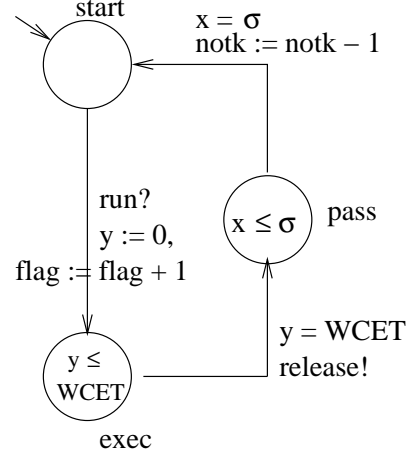 start
x = σ
notk := notk − 1
run?
y := 0,
flag := flag + 1
x ≤ σ
pass
y ≤
WCET
y = WCET
release!
exec